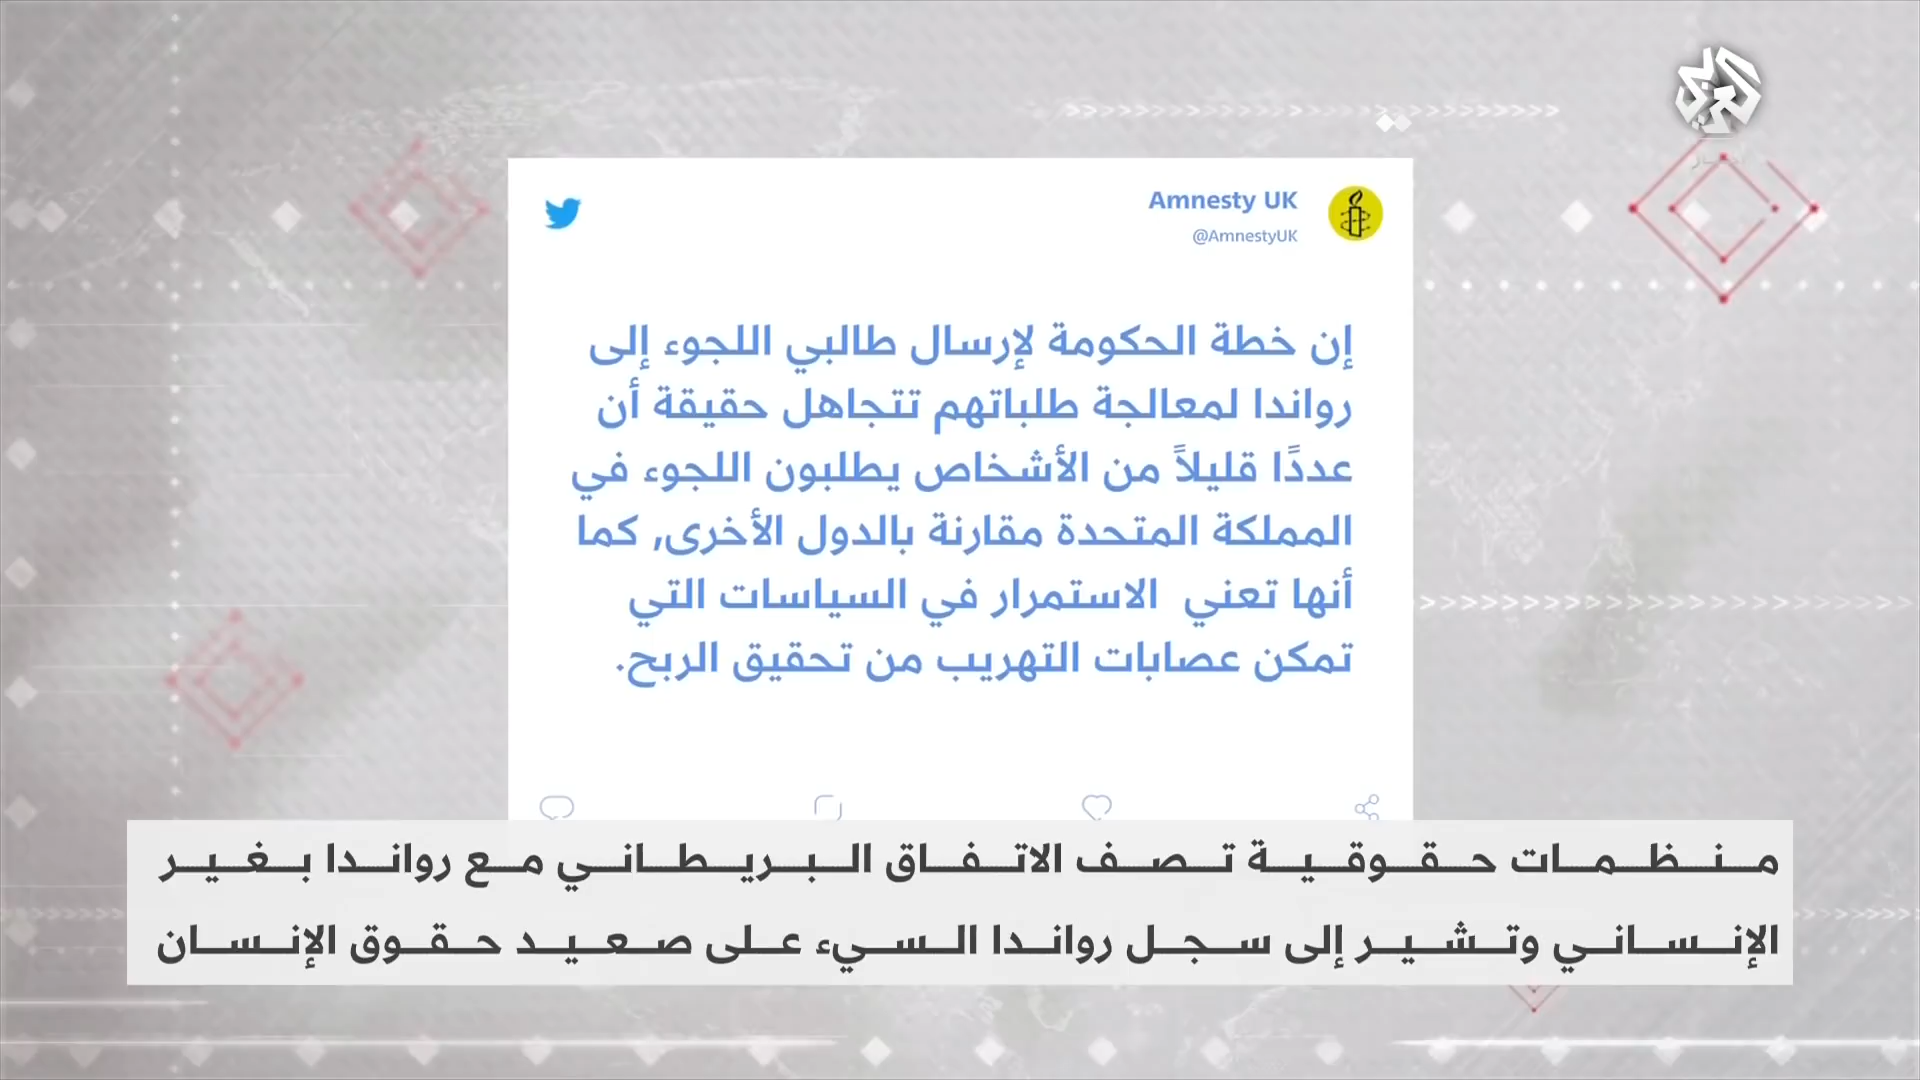 العربي
Amnesty UK
@AmnestyUK
إن خطة الحكومة لإرسال طالبي اللجوء إلى
رواندا لمعالجة طلباتهم تتجاهل حقيقة أن
عددًا قليلاً من الأشخاص يطلبون اللجوء في
المملكة المتحدة مقارنة بالدول الأخرى, كما
أنها تعني الاستمرار في السياسات التي
تمكن عصابات التهريب من تحقيق الربح.
منظمات حقوقية تصف الاتفاق البريطاني مع رواندا بغير
الإنساني وتشير إلى سجل رواندا السيء على صعيد حقوق الإنسان